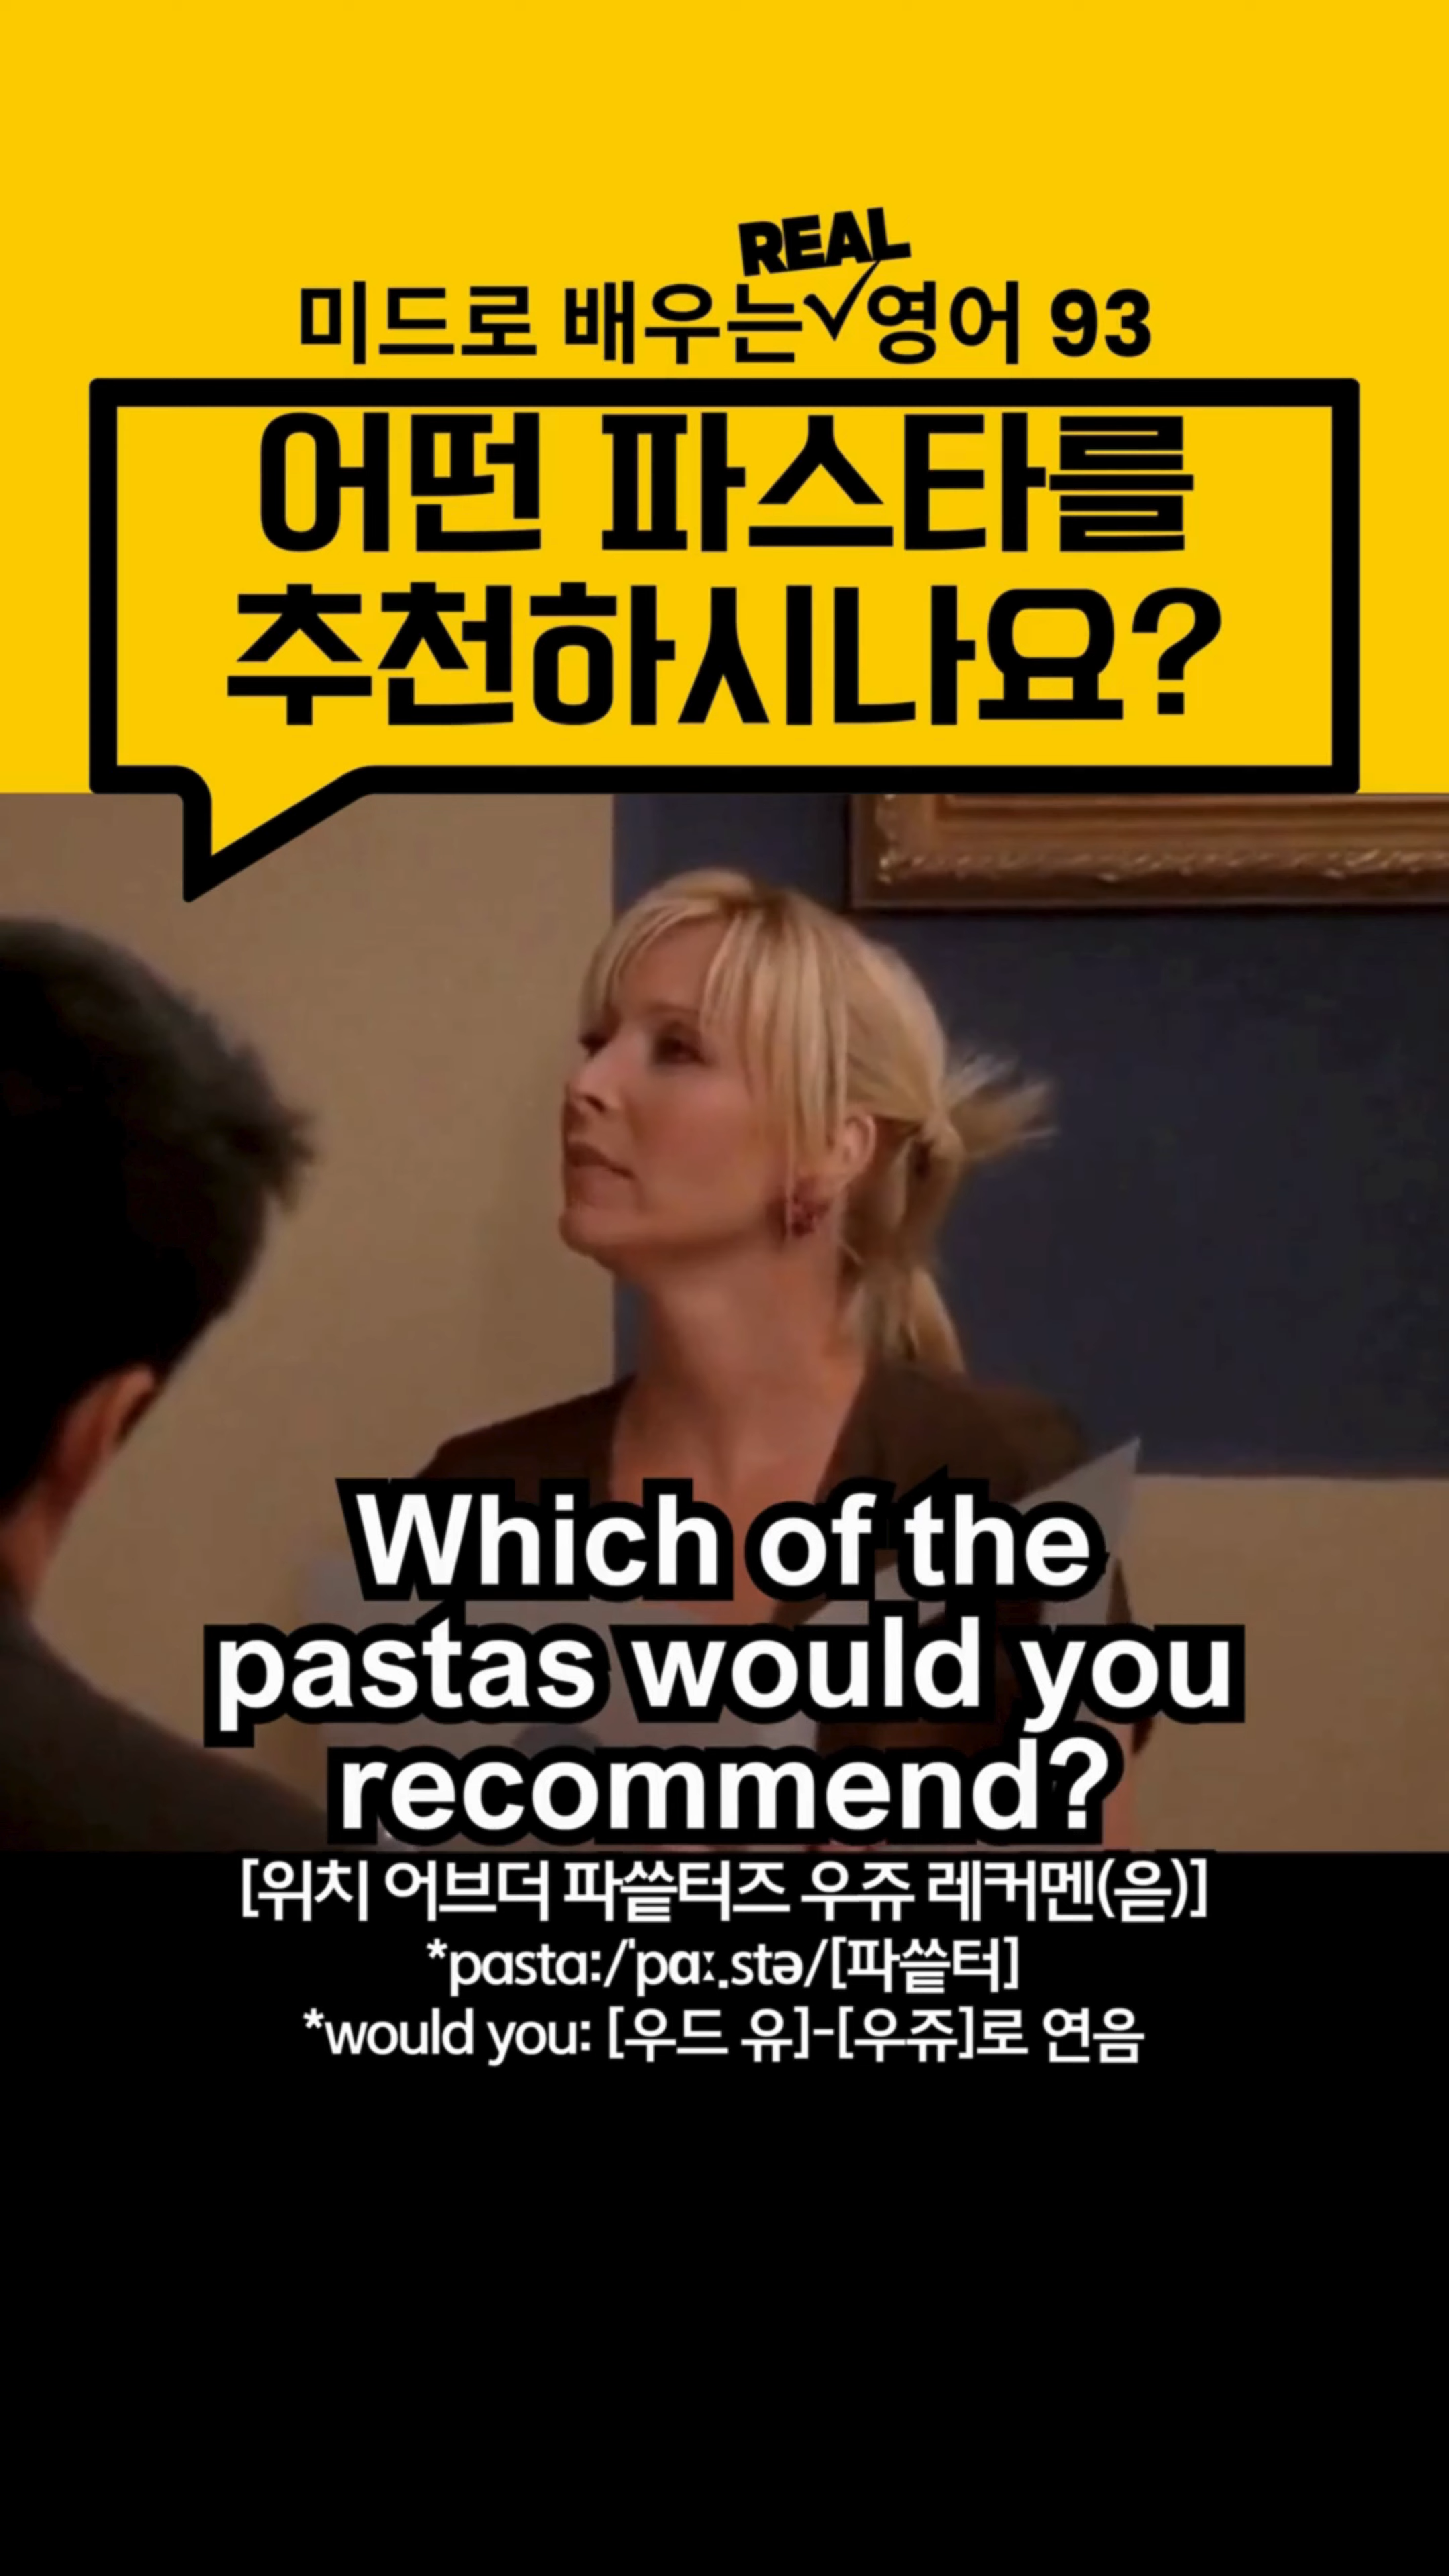 REAL
미드로 배우는✓영어 93
어떤 파스타를
추천하시나요?
Which of the
pastas would you
recommend?
[위치 어브더 파쓭터즈 우쥬 레커멘(읃)]
*pasta:/ˈpɑː.stə/[파쓭터]
*would you: [우드 유]-[우쥬]로 연음